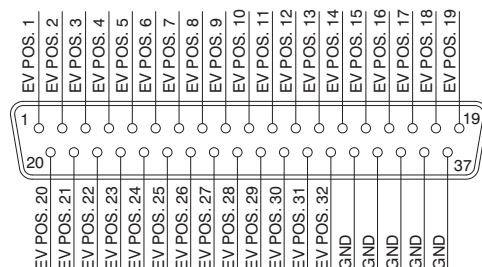 EV POS. 1
EV POS. 2
EV POS. 3
EV POS. 4
EV POS. 5
EV POS. 6
EV POS. 7
EV POS. 8
EV POS. 9
EV POS. 10
EV POS. 11
EV POS. 12
EV POS. 13
EV POS. 14
EV POS. 15
EV POS. 16
EV POS. 17
EV POS. 18
EV POS. 19
1
19
20
37
EV POS. 20
EV POS. 21
EV POS. 22
EV POS. 23
EV POS. 24
EV POS. 25
EV POS. 26
EV POS. 27
EV POS. 28
EV POS. 29
EV POS. 30
EV POS. 31
EV POS. 32
GND
GND
GND
GND
GND